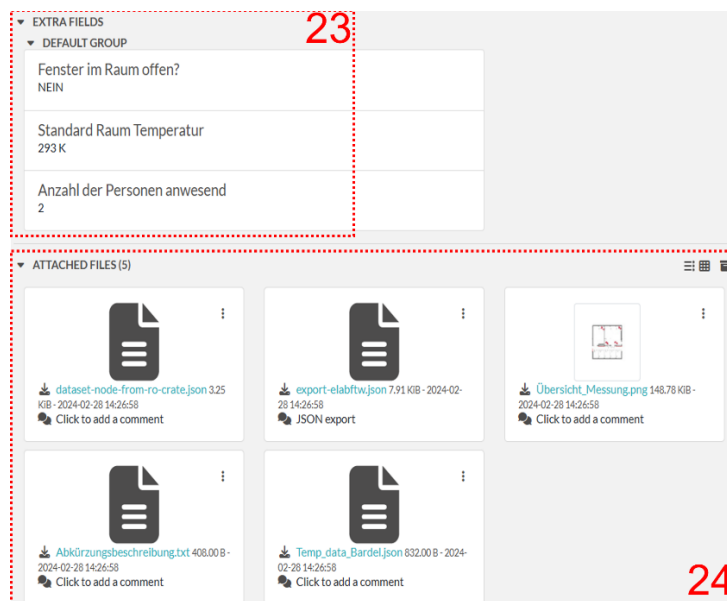 EXTRA FIELDS
23
DEFAULT GROUP
Fenster im Raum offen?
NEIN
Standard Raum Temperatur
293 K
Anzahl der Personen anwesend
2
ATTACHED FILES (5)
dataset-node-from-ro-crate.json 3.25
KiB - 2024-02-28 14:26:58
Click to add a comment
export-elabftw.json 7.91 KiB - 2024-02-
28 14:26:58
JSON export
Übersicht_Messung.png 148.78 KiB -
2024-02-28 14:26:58
Click to add a comment
Abkürzungsbeschreibung.txt 408.00 B -
2024-02-28 14:26:58
Click to add a comment
Temp_data_Bardel.json 832.00 B - 2024-
02-28 14:26:58
Click to add a comment
24